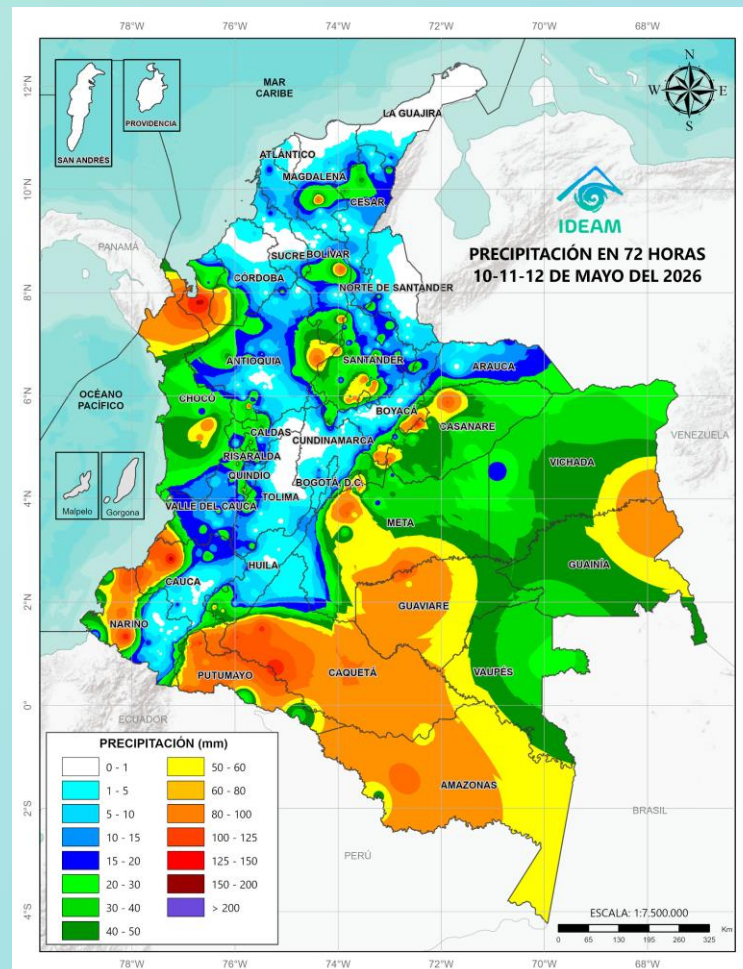 78°W 76°W 74°W 72°W 70°W 68°W
12°N
10°N
8°N
6°N
4°N
2°N
0°
2°S
4°S
N
W E
S
MAR
CARIBE
SAN ANDRÉS
PROVIDENCIA
LA GUAJIRA
ATLÁNTICO
MAGDALENA
CESAR
IDEAM
PRECIPITACIÓN EN 72 HORAS
10-11-12 DE MAYO DEL 2026
PANAMÁ
SUCRE
BOLÍVAR
CÓRDOBA
NORTE DE SANTANDER
ANTIOQUIA
SANTANDER
ARAUCA
OCÉANO
PACÍFICO
CHOCÓ
BOYACÁ
CALDAS
CASANARE
CUNDINAMARCA
VENEZUELA
RISARALDA
VICHADA
QUINDÍO
BOGOTÁ, D.C.
TOLIMA
VALLE DEL CAUCA
Malpelo
Gorgona
META
HUILA
GUAINÍA
CAUCA
GUAVIARE
NARIÑO
PUTUMAYO
CAQUETÁ
VAUPÉS
ECUADOR
AMAZONAS
BRASIL
PERÚ
PRECIPITACIÓN (mm)
0 - 1
1 - 5
5 - 10
10 - 15
15 - 20
20 - 30
30 - 40
40 - 50
50 - 60
60 - 80
80 - 100
100 - 125
125 - 150
150 - 200
> 200
ESCALA: 1:7.500.000
0 65 130 195 260 325 Km
78°W 76°W 74°W 72°W 70°W 68°W